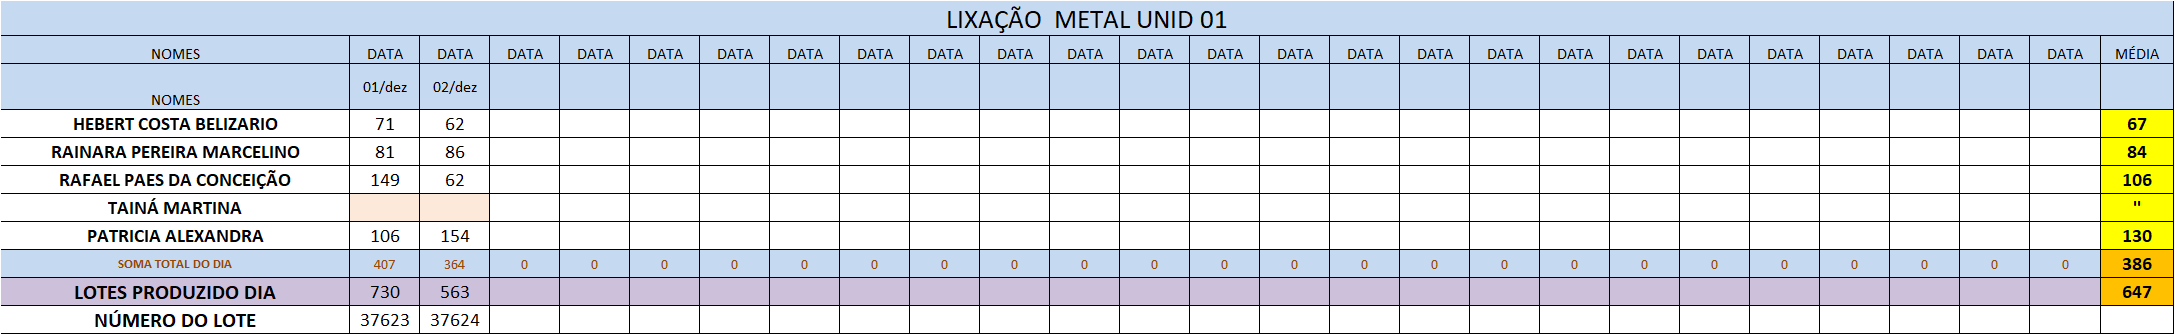 LIXAÇÃO  METAL UNID 01
NOMES DATA DATA DATA DATA DATA DATA DATA DATA DATA DATA DATA DATA DATA DATA DATA DATA DATA DATA DATA DATA DATA DATA DATA DATA DATA MÉDIA
NOMES 01/dez 02/dez
HEBERT COSTA BELIZARIO 71 62 67
RAINARA PEREIRA MARCELINO 81 86 84
RAFAEL PAES DA CONCEIÇÃO 149 62 106
TAINÁ MARTINA "
PATRICIA ALEXANDRA 106 154 130
SOMA TOTAL DO DIA 407 364 0 0 0 0 0 0 0 0 0 0 0 0 0 0 0 0 0 0 0 0 0 0 0 386
LOTES PRODUZIDO DIA 730 563 647
NÚMERO DO LOTE 37623 37624